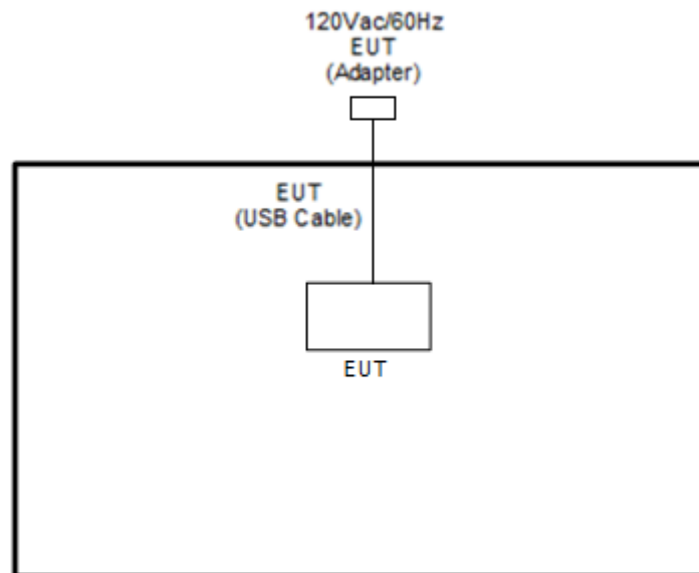 120Vac/60Hz
EUT
(Adapter)
EUT
(USB Cable)
EUT